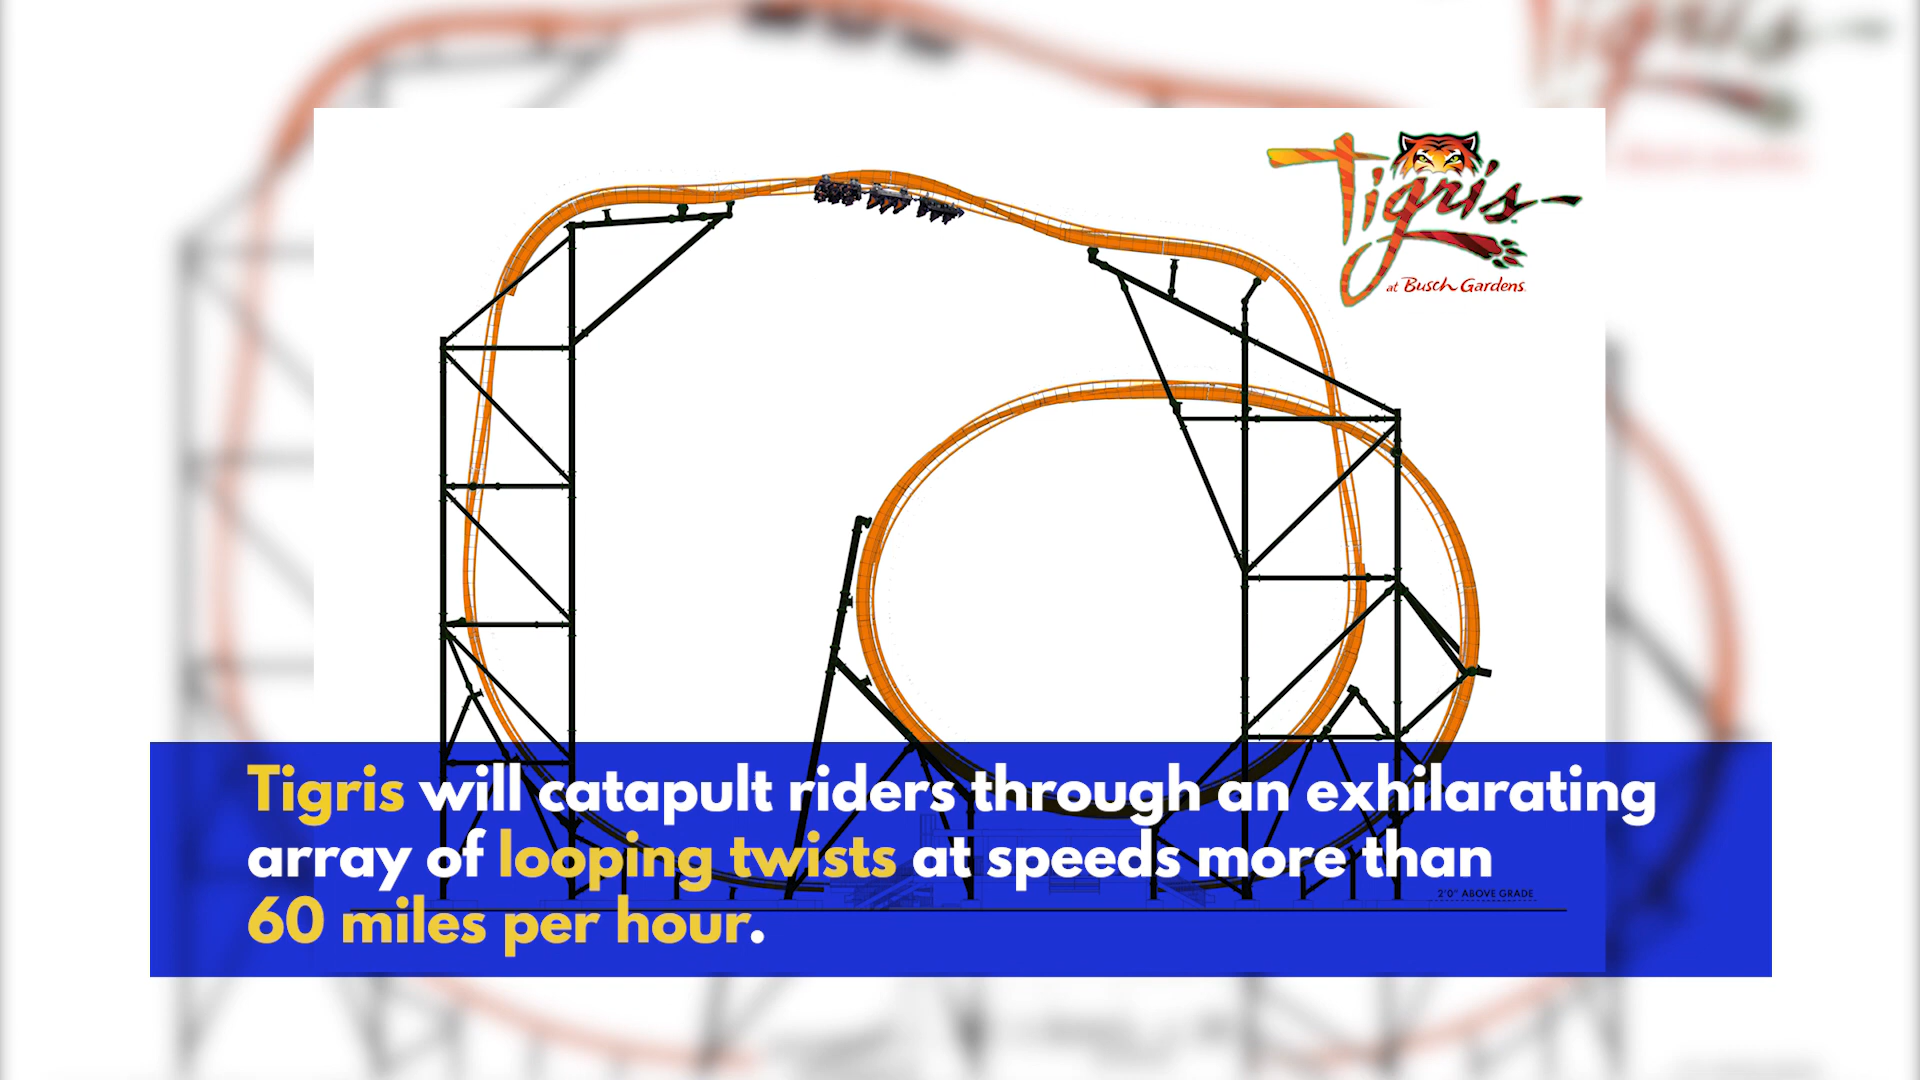 Tigris
at Busch Gardens
Tigris will catapult riders through an exhilarating
array of looping twists at speeds more than
2'0" ABOVE GRADE
60 miles per hour.